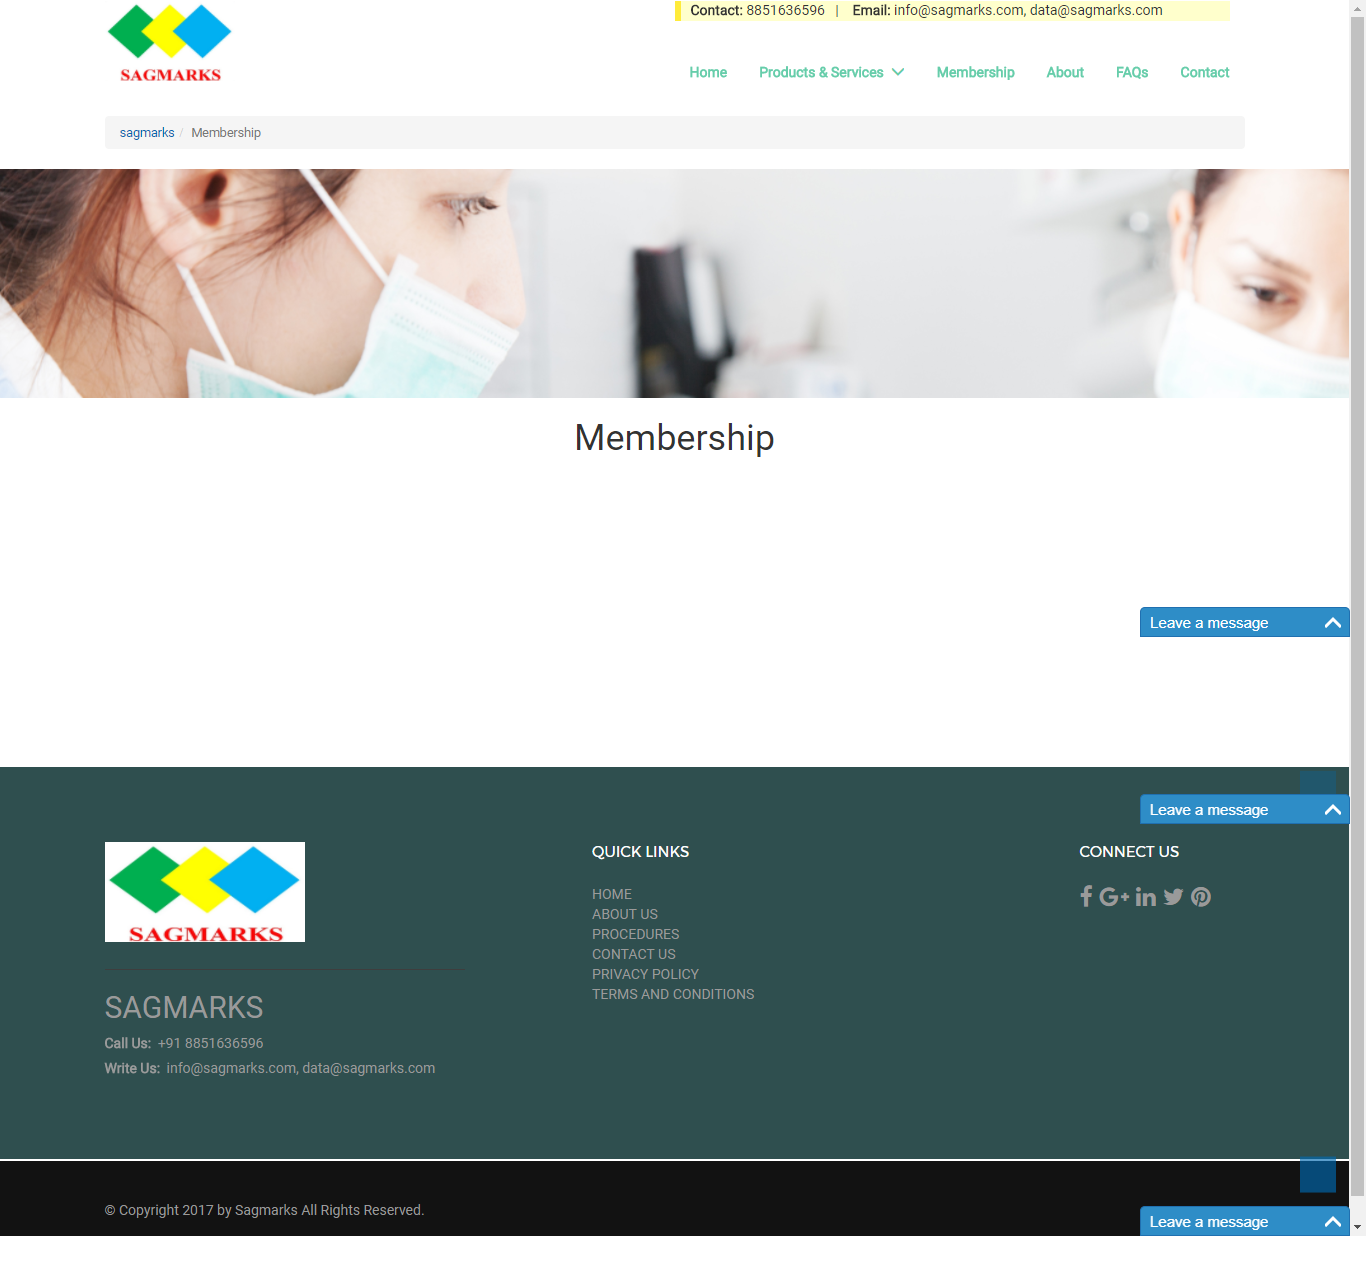 SAGMARKS
Contact: 8851636596 | Email: info@sagmarks.com, data@sagmarks.com
Home Products & Services Membership About FAQs Contact
sagmarks / Membership
Membership
Leave a message
Leave a message
SAGMARKS
SAGMARKS
Call Us: +91 8851636596
Write Us: info@sagmarks.com, data@sagmarks.com
QUICK LINKS
HOME
ABOUT US
PROCEDURES
CONTACT US
PRIVACY POLICY
TERMS AND CONDITIONS
CONNECT US
© Copyright 2017 by Sagmarks All Rights Reserved.
Leave a message